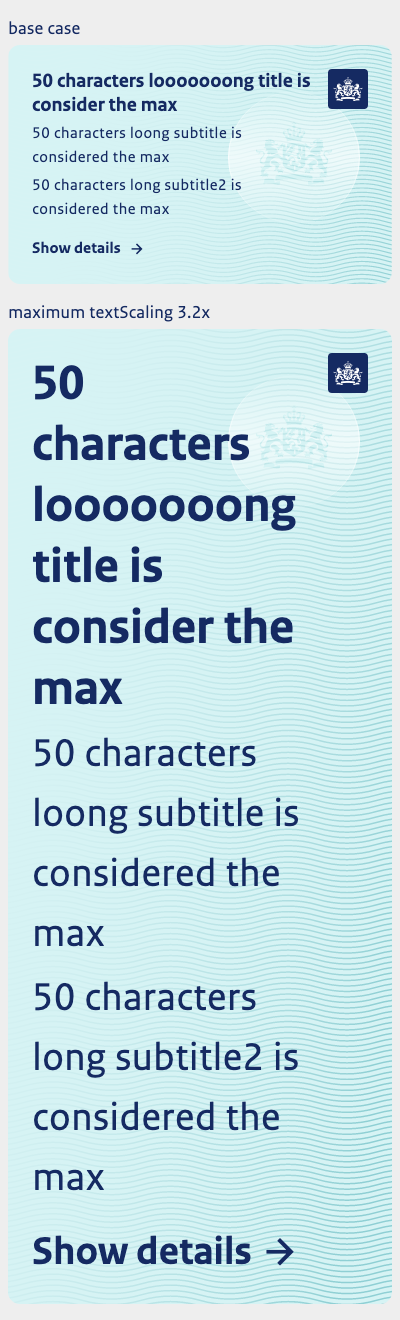 base case
50 characters looooooong title is
consider the max
50 characters loong subtitle is
considered the max
50 characters long subtitle2 is
considered the max
Show details →
maximum textScaling 3.2x
50
characters
looooooong
title is
consider the
max
50 characters
loong subtitle is
considered the
max
50 characters
long subtitle2 is
considered the
max
Show details →